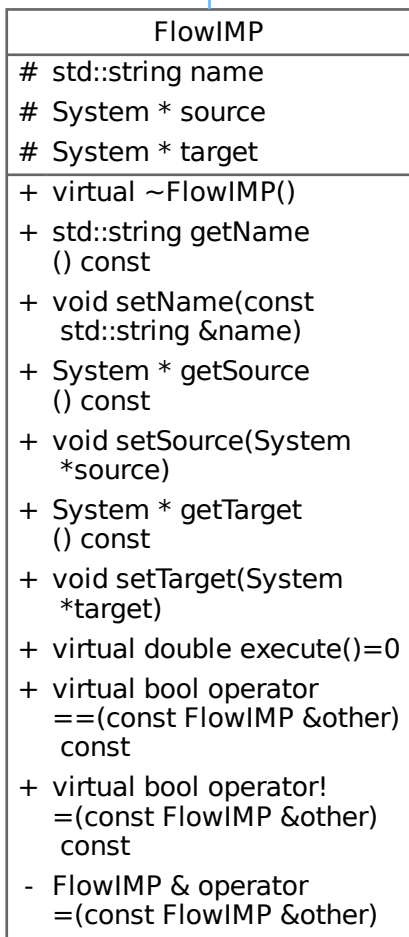 FlowIMP
# std::string name
# System * source
# System * target
+ virtual ~FlowIMP()
+ std::string getName
() const
+ void setName(const
std::string &name)
+ System * getSource
() const
+ void setSource(System
*source)
+ System * getTarget
() const
+ void setTarget(System
*target)
+ virtual double execute()=0
+ virtual bool operator
==(const FlowIMP &other)
const
+ virtual bool operator!
=(const FlowIMP &other)
const
- FlowIMP & operator
=(const FlowIMP &other)